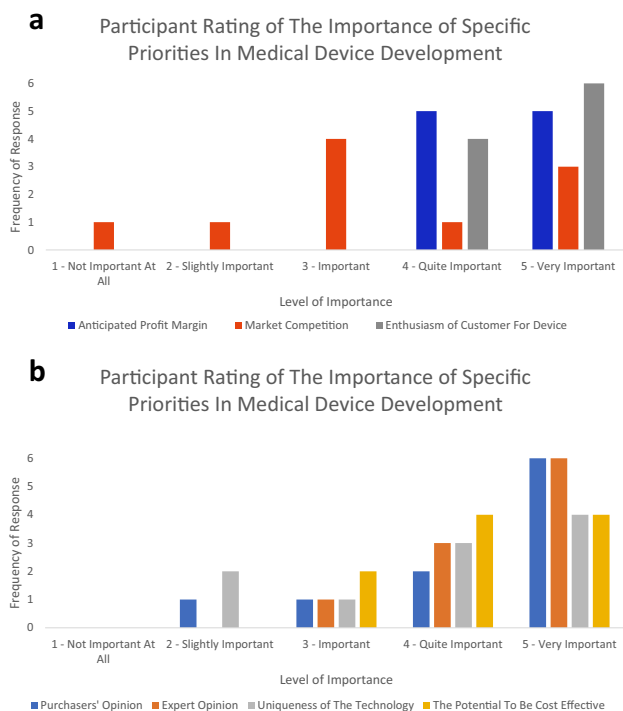 a
Participant Rating of The Importance of Specific
Priorities In Medical Device Development
6
5
4
3
2
1
0
Frequency of Response
1 - Not Important At
All
2 - Slightly Important
3 - Important
4 - Quite Important
5 - Very Important
Level of Importance
Anticipated Profit Margin
Market Competition
Enthusiasm of Customer For Device
b
Participant Rating of The Importance of Specific
Priorities In Medical Device Development
6
5
4
3
2
1
0
Frequency of Response
1 - Not Important At
All
2 - Slightly Important
3 - Important
4 - Quite Important
5 - Very Important
Level of Importance
Purchasers' Opinion
Expert Opinion
Uniqueness of The Technology
The Potential To Be Cost Effective